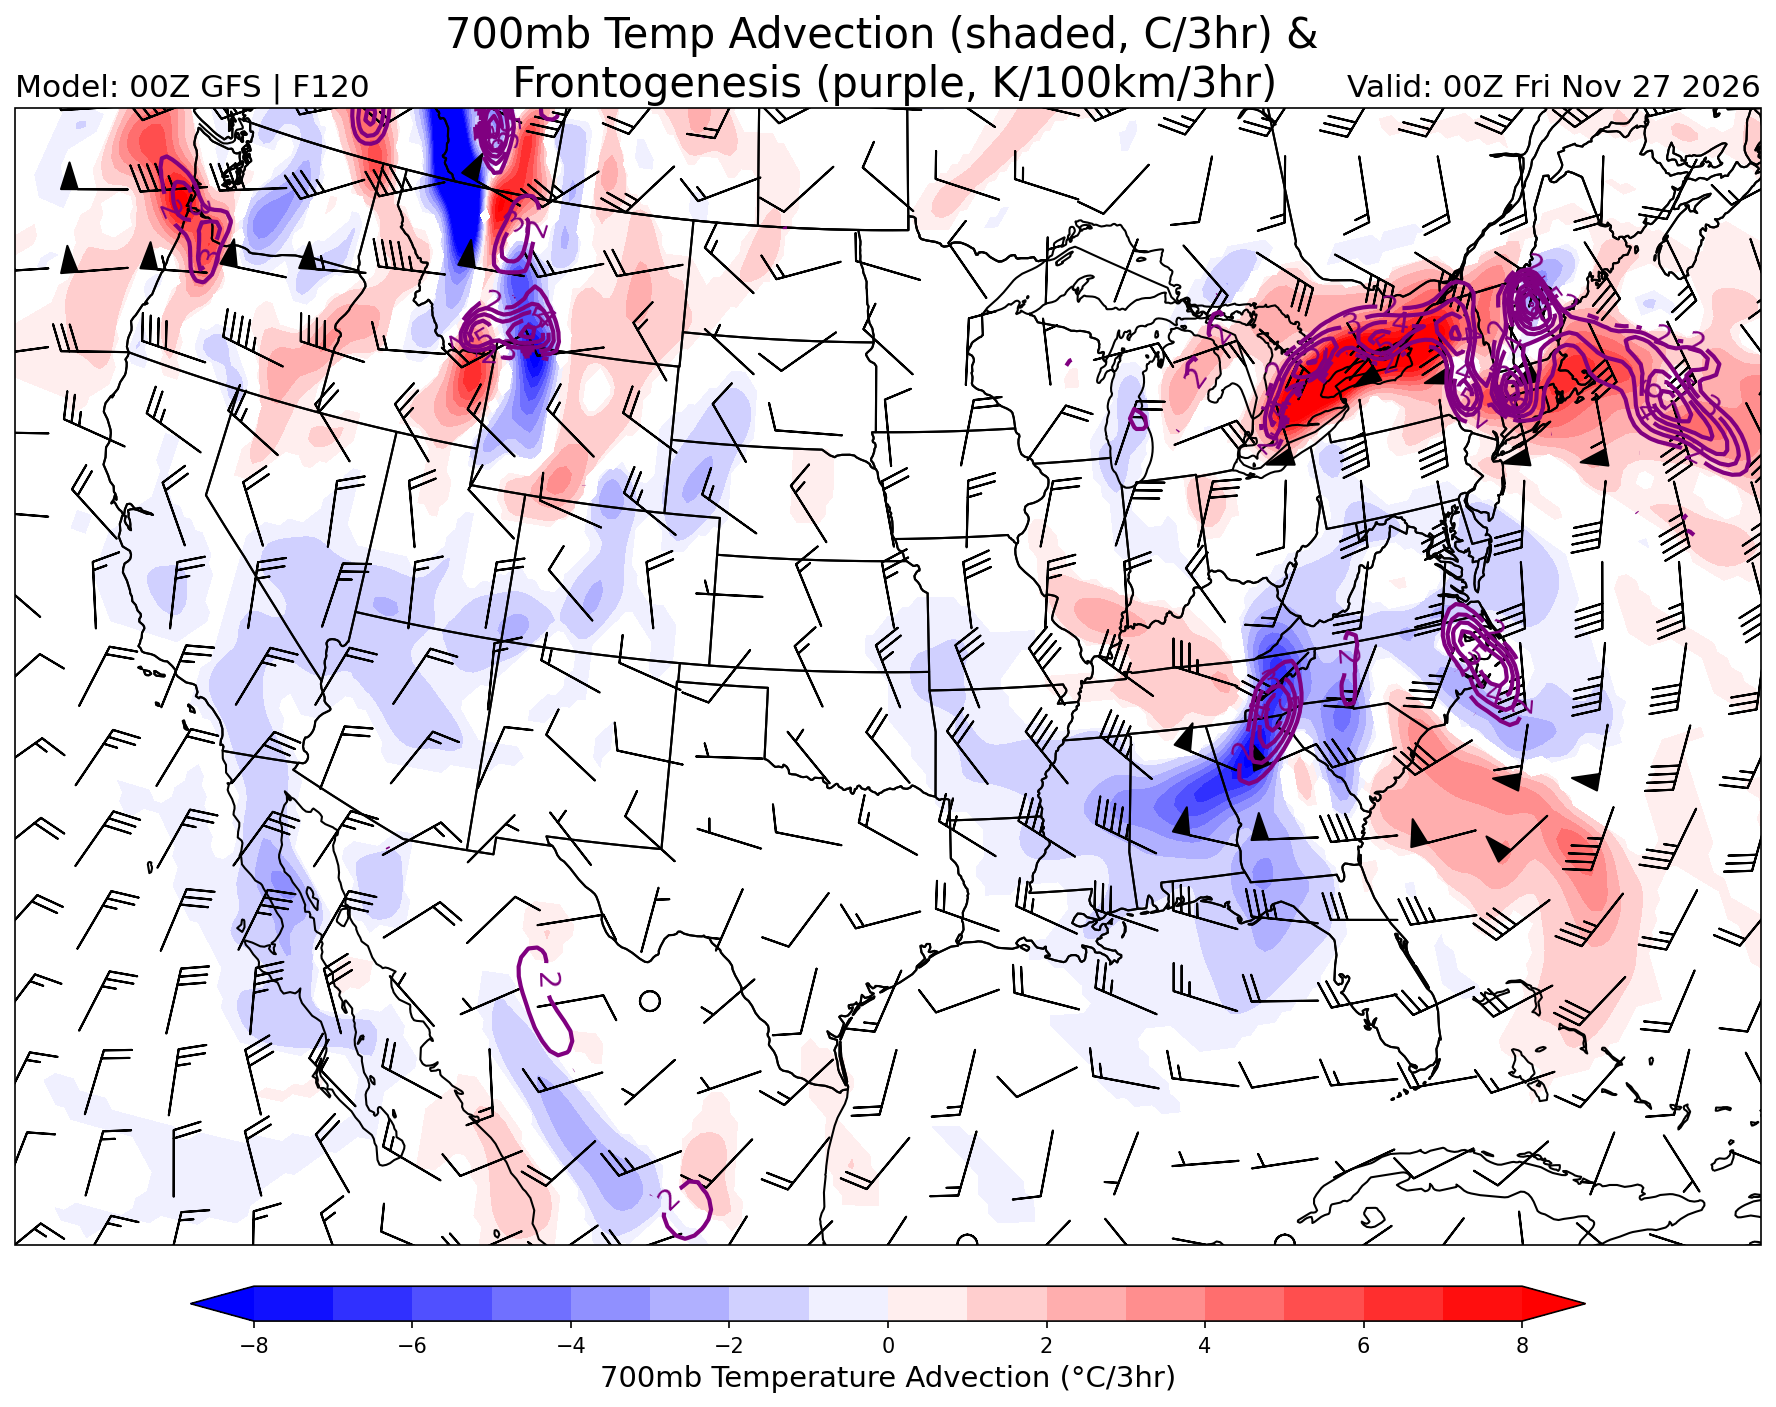 700mb Temp Advection (shaded, C/3hr) &
Frontogenesis (purple, K/100km/3hr)
Model: 00Z GFS | F120
Valid: 00Z Fri Nov 27 2026
−8 −6 −4 −2 0 2 4 6 8
700mb Temperature Advection (°C/3hr)